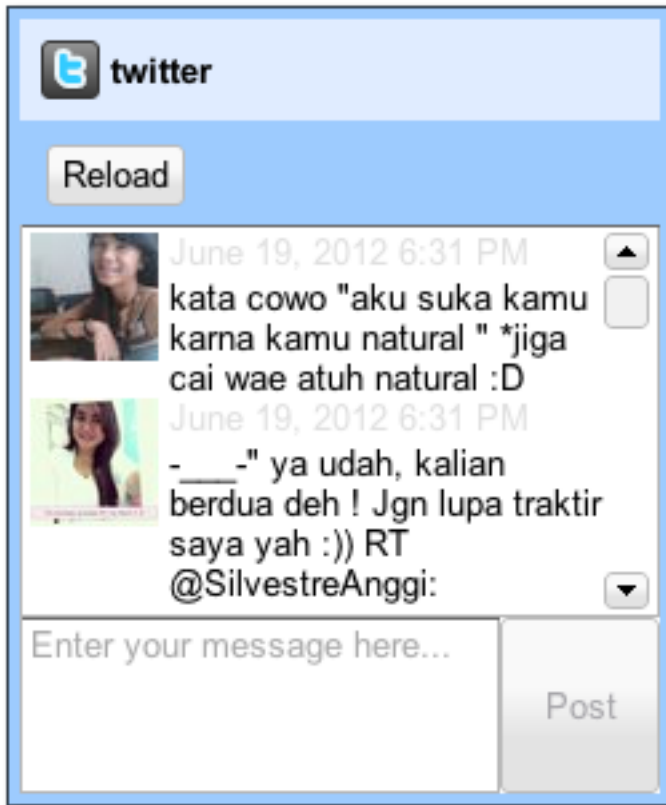 twitter
Reload
June 19, 2012 6:31 PM
kata cowo "aku suka kamu
karna kamu natural " *jiga
cai wae atuh natural :D
June 19, 2012 6:31 PM
-___-" ya udah, kalian
berdua deh ! Jgn lupa traktir
saya yah :)) RT
@SilvestreAnggi:
Enter your message here...
Post